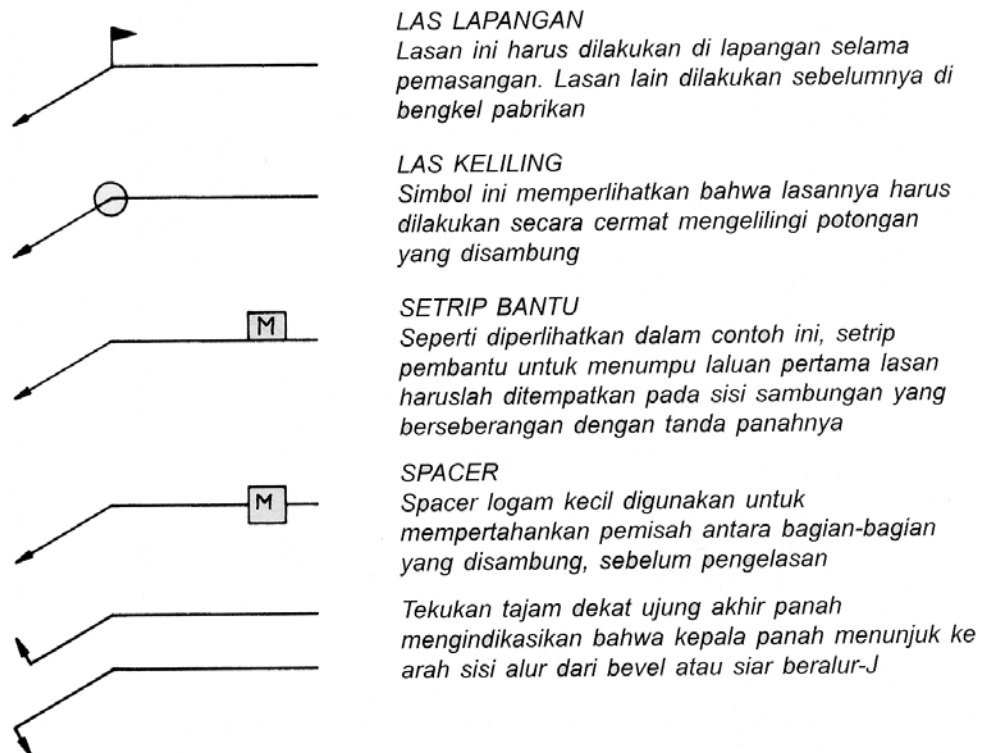 LAS LAPANGAN
Lasan ini harus dilakukan di lapangan selama
pemasangan. Lasan lain dilakukan sebelumnya di
bengkel pabrikan
LAS KELILING
Simbol ini memperlihatkan bahwa lasannya harus
dilakukan secara cermat mengelilingi potongan
yang disambung
SETRIP BANTU
M
Seperti diperlihatkan dalam contoh ini, setrip
pembantu untuk menumpu laluan pertama lasan
haruslah ditempatkan pada sisi sambungan yang
berseberangan dengan tanda panahnya
SPACER
M
Spacer logam kecil digunakan untuk
mempertahankan pemisah antara bagian-bagian
yang disambung, sebelum pengelasan
Tekukan tajam dekat ujung akhir panah
mengindikasikan bahwa kepala panah menunjuk ke
arah sisi alur dari bevel atau siar beralur-J